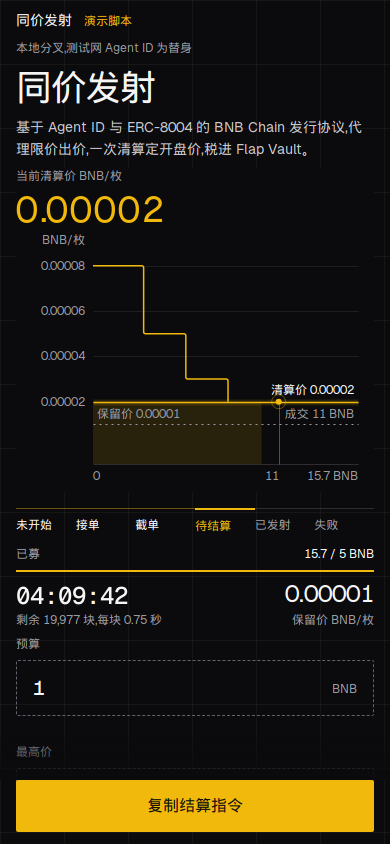 同价发射 演示脚本
本地分叉,测试网 Agent ID 为替身
同价发射
基于 Agent ID 与 ERC-8004 的 BNB Chain 发行协议,代
理限价出价,一次清算定开盘价,税进 Flap Vault。
当前清算价 BNB/枚
0.00002
BNB/枚
0.00008
0.00006
0.00004
清算价 0.00002
0.00002
保留价 0.00001 成交 11 BNB
0 11 15.7 BNB
未开始 接单 截单 待结算 已发射 失败
已募 15.7 / 5 BNB
04:09:42 0.00001
剩余 19,977 块,每块 0.75 秒 保留价 BNB/枚
预算
1 BNB
最高价
复制结算指令